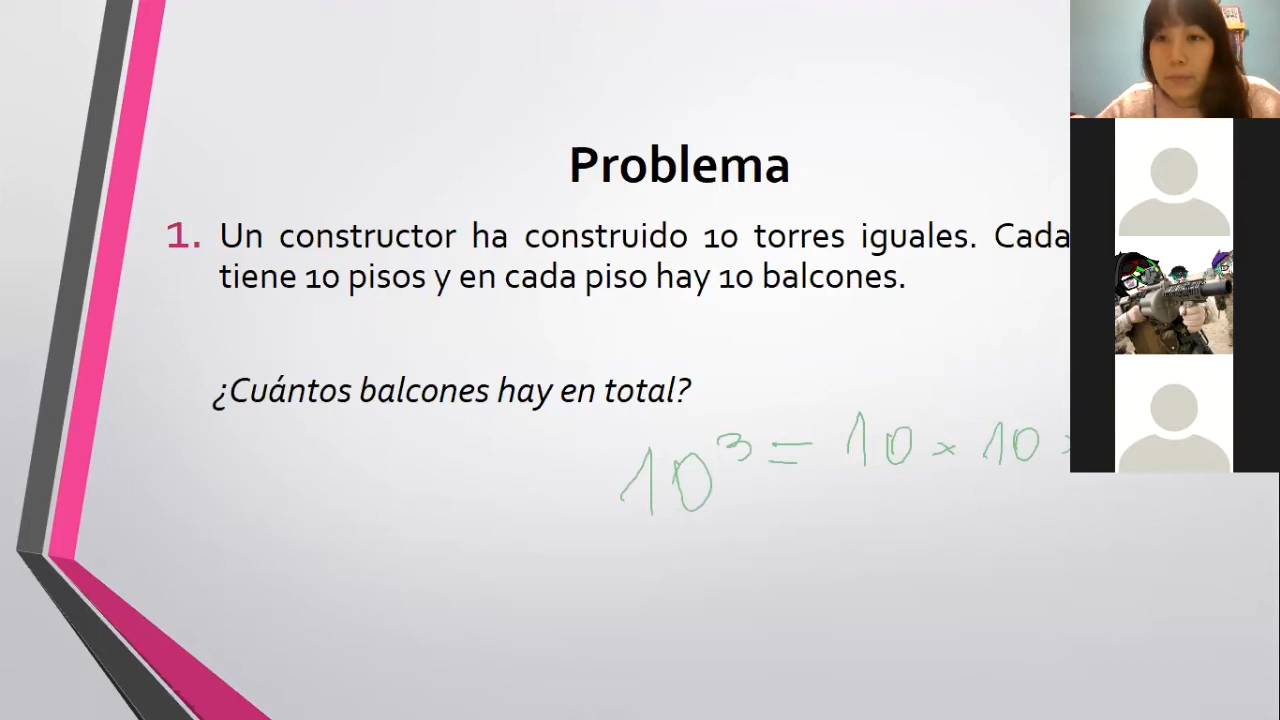 Problema
1. Un constructor ha construido 10 torres iguales. Cada
tiene 10 pisos y en cada piso hay 10 balcones.
¿Cuántos balcones hay en total?
10³ = 10 × 10 ×